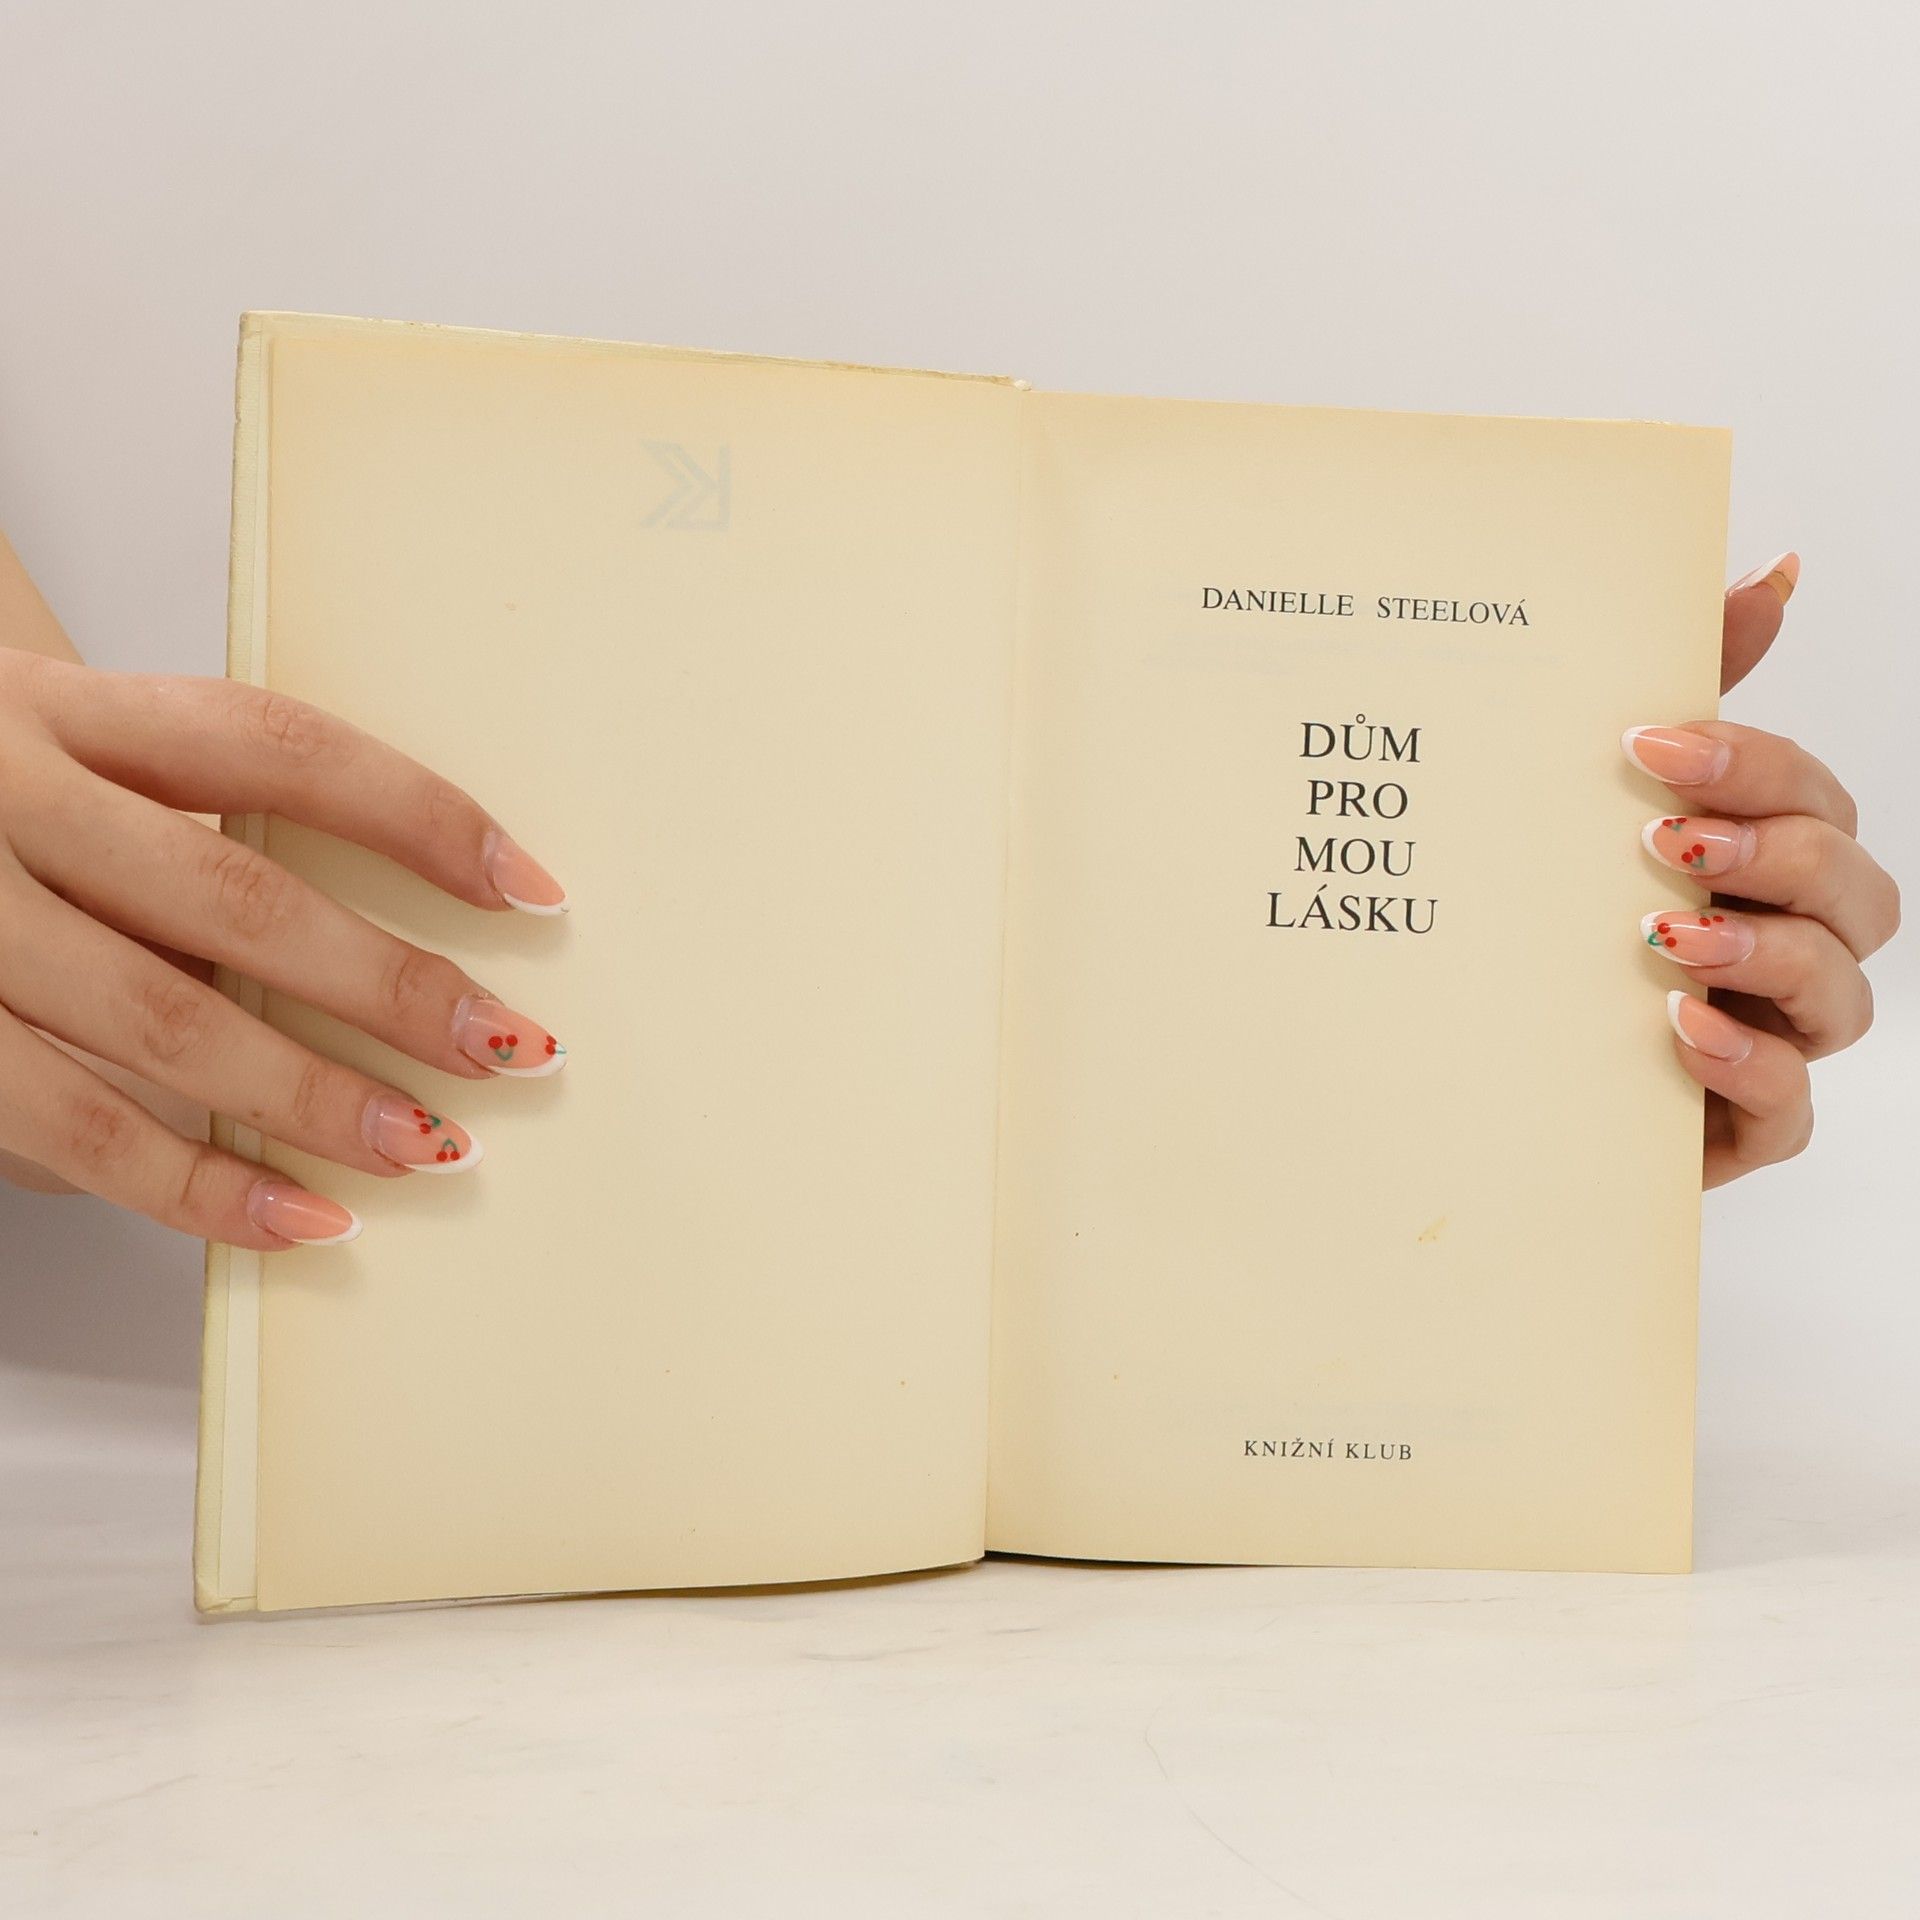 DANIELLE STEELOVÁ
DŮM
PRO
MOU
LÁSKU
KNIŽNÍ KLUB